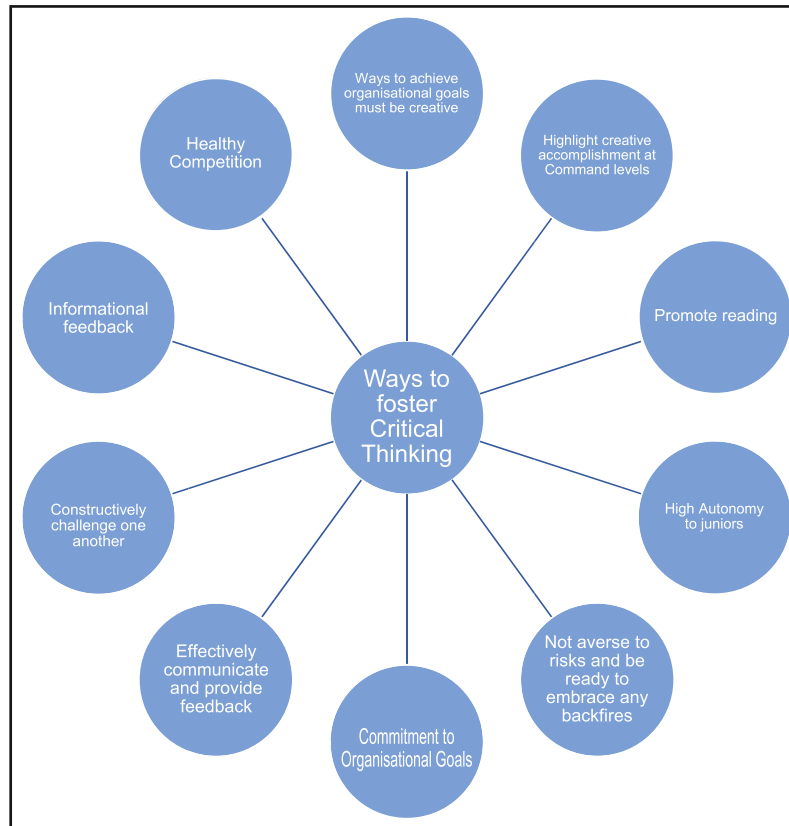 Ways to achieve
organisational goals
must be creative
Highlight creative
accomplishment at
Command levels
Promote reading
High Autonomy
to juniors
Not averse to
risks and be
ready to
embrace any
backfires
Commitment to
Organisational Goals
Effectively
communicate
and provide
feedback
Constructively
challenge one
another
Informational
feedback
Healthy
Competition
Ways to
foster
Critical
Thinking